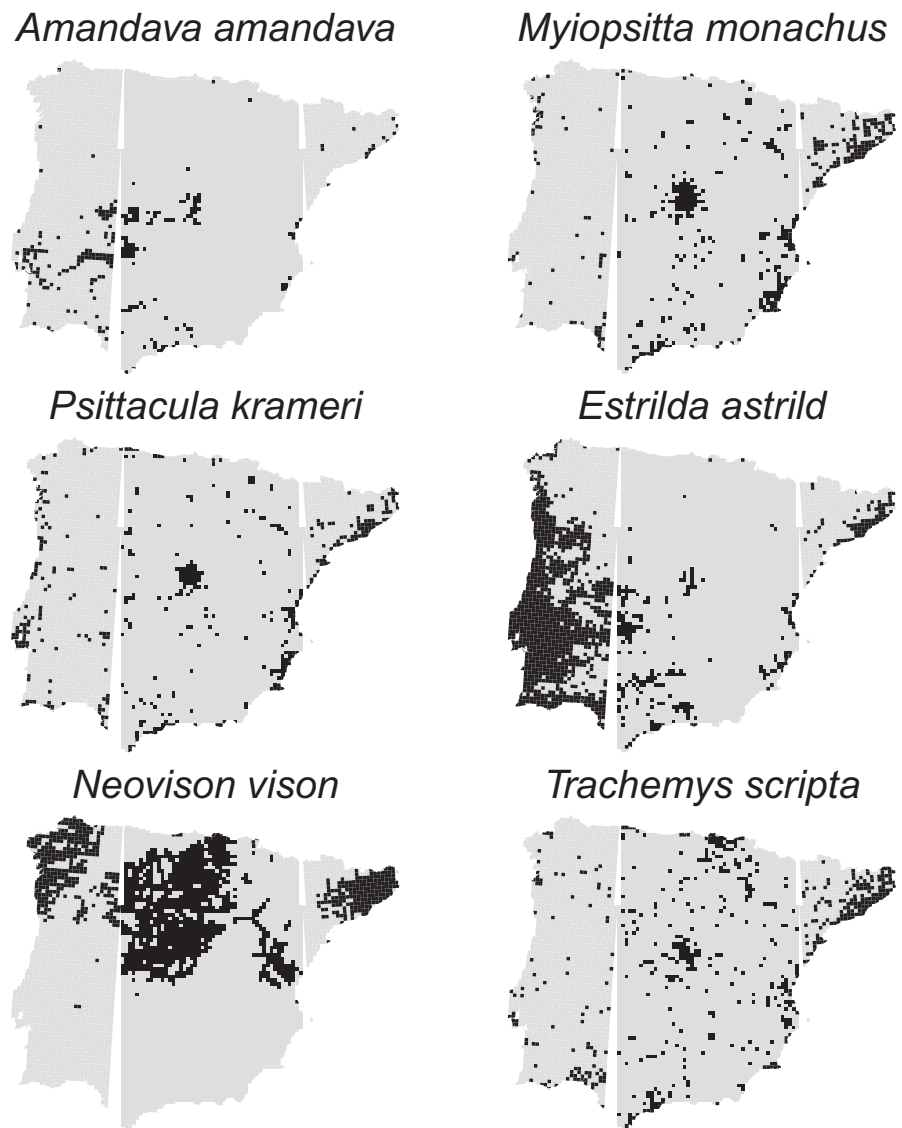 Amandava amandava
Myiopsitta monachus
Psittacula krameri
Estrilda astrild
Neovison vison
Trachemys scripta